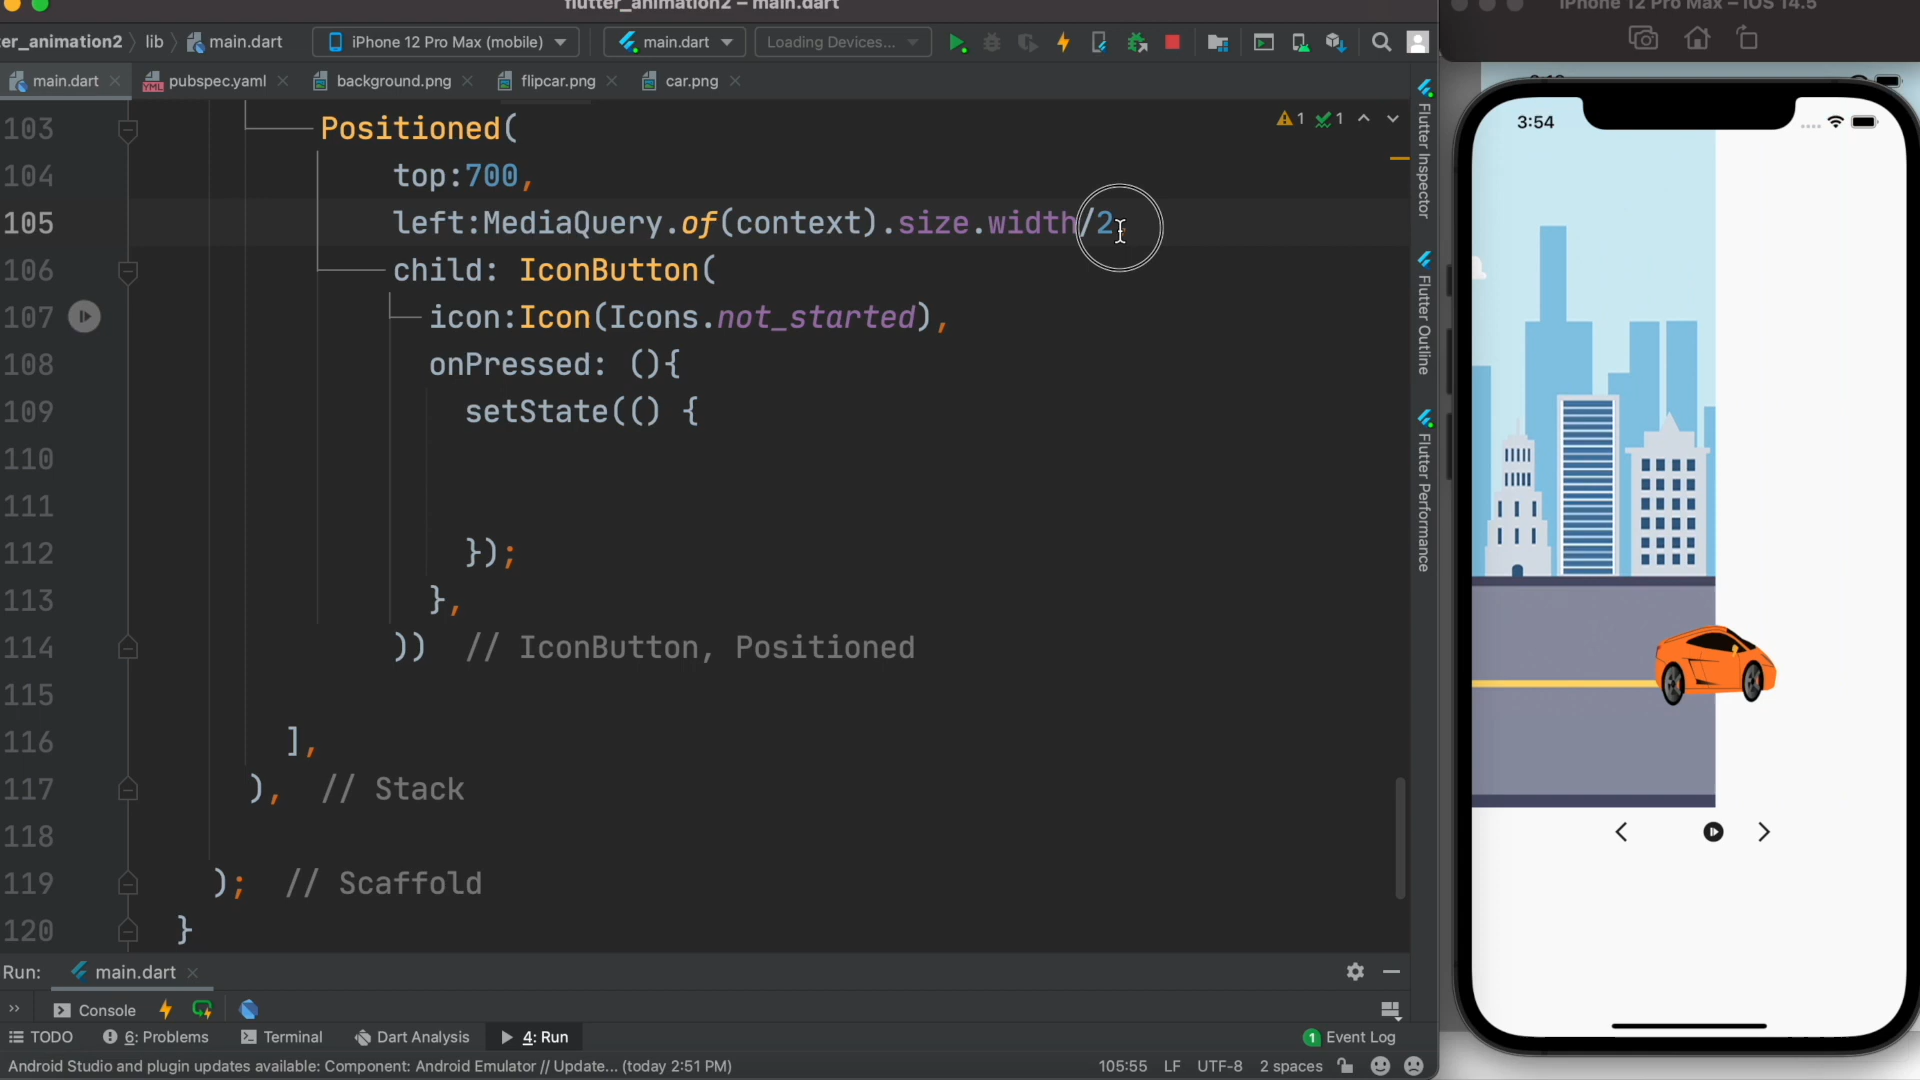 flutter_animation2 – main.dart
iPhone 12 Pro Max – iOS 14.5
er_animation2 lib main.dart iPhone 12 Pro Max (mobile) main.dart Loading Devices...
main.dart pubspec.yaml background.png flipcar.png car.png
1 1
103 Positioned(
104 top:700,
105 left:MediaQuery.of(context).size.width/2,
106 child: IconButton(
107 icon:Icon(Icons.not_started),
108 onPressed: (){
109 setState(() {
110
111
112 });
113 },
114 )) // IconButton, Positioned
115
116 ],
117 ), // Stack
118
119 ); // Scaffold
120 }
Flutter Inspector
Flutter Outline
Flutter Performance
3:54
Run: main.dart
Console
TODO 6: Problems Terminal Dart Analysis 4: Run 1 Event Log
Android Studio and plugin updates available: Component: Android Emulator // Update... (today 2:51 PM) 105:55 LF UTF-8 2 spaces